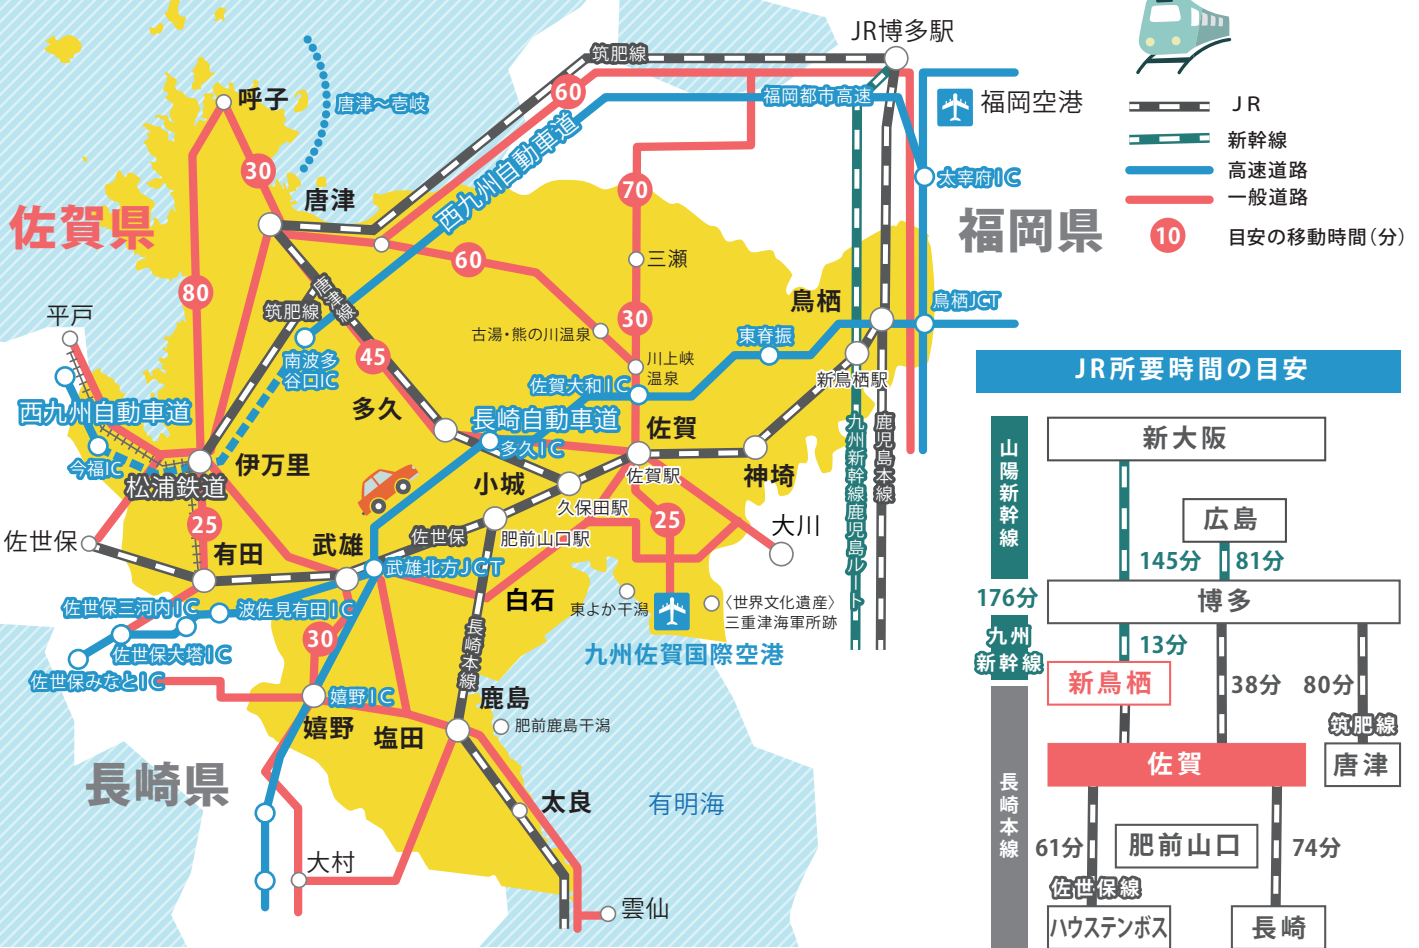 JR博多駅
筑肥線
60
呼子
唐津～壱岐
福岡都市高速
福岡空港
JR
新幹線
高速道路
一般道路
10
目安の移動時間(分)
西九州自動車道
30
唐津
70
太宰府IC
佐賀県
福岡県
60
三瀬
80
唐津線
筑肥線
鳥栖
鳥栖JCT
平戸
30
古湯・熊の川温泉
東脊振
45
南波多
谷口IC
川上峡
温泉
新鳥栖駅
佐賀大和IC
西九州自動車道
多久
長崎自動車道
多久IC
佐賀
九州新幹線鹿児島ルート
鹿児島本線
今福IC
伊万里
松浦鉄道
小城
佐賀駅
神埼
久保田駅
25
25
佐世保
佐世保
肥前山口駅
大川
有田
武雄
武雄北方JCT
白石
東よか干潟
〈世界文化遺産〉
三重津海軍所跡
佐世保三河内IC
波佐見有田IC
30
長崎本線
九州佐賀国際空港
佐世保大塔IC
佐世保みなとIC
嬉野IC
鹿島
嬉野
塩田
肥前鹿島干潟
長崎県
太良
有明海
大村
雲仙
JR所要時間の目安
山陽新幹線
新大阪
広島
145分
81分
176分
博多
九州
新幹線
13分
新鳥栖
38分
80分
筑肥線
佐賀
唐津
長崎本線
61分
肥前山口
74分
佐世保線
ハウステンボス
長崎